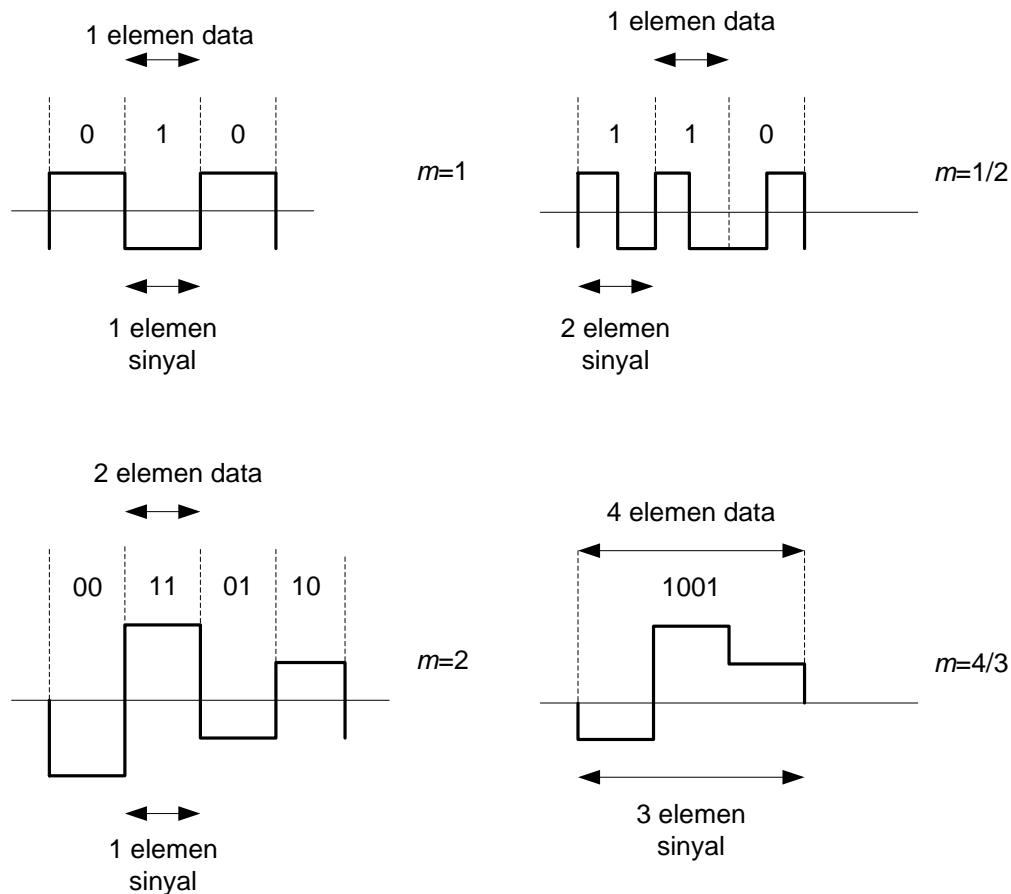 1 elemen data
0 1 0
m=1
1 elemen
sinyal
1 elemen data
1 1 0
m=1/2
2 elemen
sinyal
2 elemen data
00 11 01 10
m=2
1 elemen
sinyal
4 elemen data
1001
m=4/3
3 elemen
sinyal